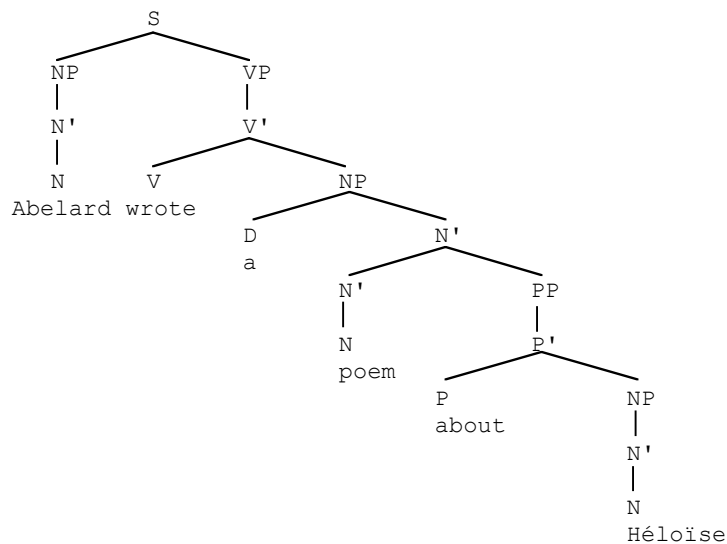 S
NP VP
N' V'
N V NP
Abelard wrote
D N'
a
N' PP
N P'
poem
P NP
about
N'
N
Héloïse